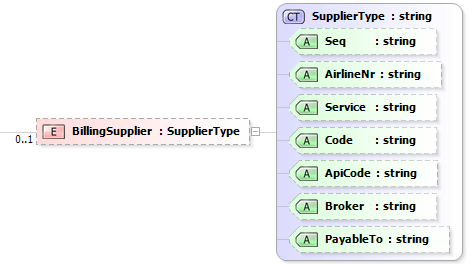 CT SupplierType : string
A Seq : string
A AirlineNr : string
A Service : string
E BillingSupplier : SupplierType
0..1
A Code : string
A ApiCode : string
A Broker : string
A PayableTo : string